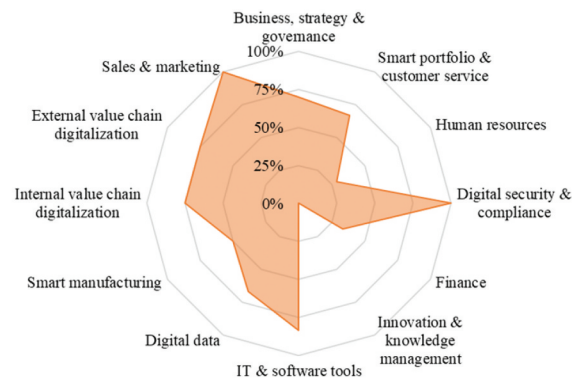 Business, strategy &
governance
100%
75%
50%
25%
0%
Smart portfolio &
customer service
Human resources
Digital security &
compliance
Finance
Innovation &
knowledge
management
IT & software tools
Digital data
Smart manufacturing
Internal value chain
digitalization
External value chain
digitalization
Sales & marketing